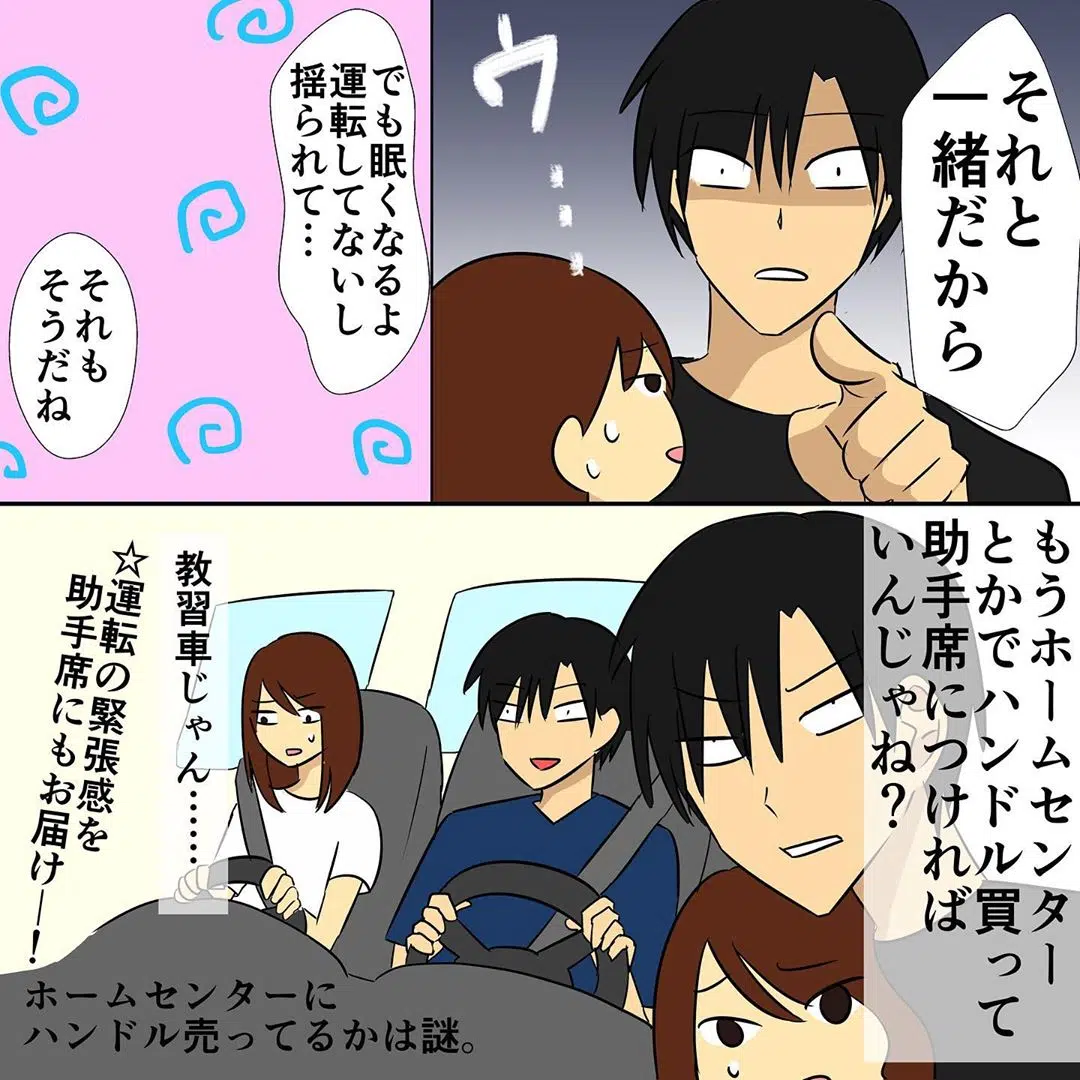 それと
一緒だから
ウ
でも眠くなるよ
運転してないし
揺られて…
それも
そうだね
もうホームセンター
とかでハンドル買って
助手席につければ
いんじゃね？
教習車じゃん……
☆運転の緊張感を
助手席にもお届けー！
ホームセンターに
ハンドル売ってるかは謎。